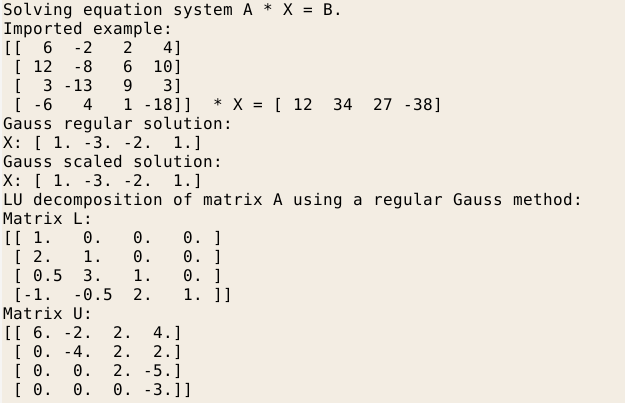 Solving equation system A * X = B.
Imported example:
[[  6  -2   2   4]
 [ 12  -8   6  10]
 [  3 -13   9   3]
 [ -6   4   1 -18]]  * X = [ 12  34  27 -38]
Gauss regular solution:
X: [ 1. -3. -2.  1.]
Gauss scaled solution:
X: [ 1. -3. -2.  1.]
LU decomposition of matrix A using a regular Gauss method:
Matrix L:
[[ 1.   0.   0.   0. ]
 [ 2.   1.   0.   0. ]
 [ 0.5  3.   1.   0. ]
 [-1.  -0.5  2.   1. ]]
Matrix U:
[[ 6. -2.  2.  4.]
 [ 0. -4.  2.  2.]
 [ 0.  0.  2. -5.]
 [ 0.  0.  0. -3.]]